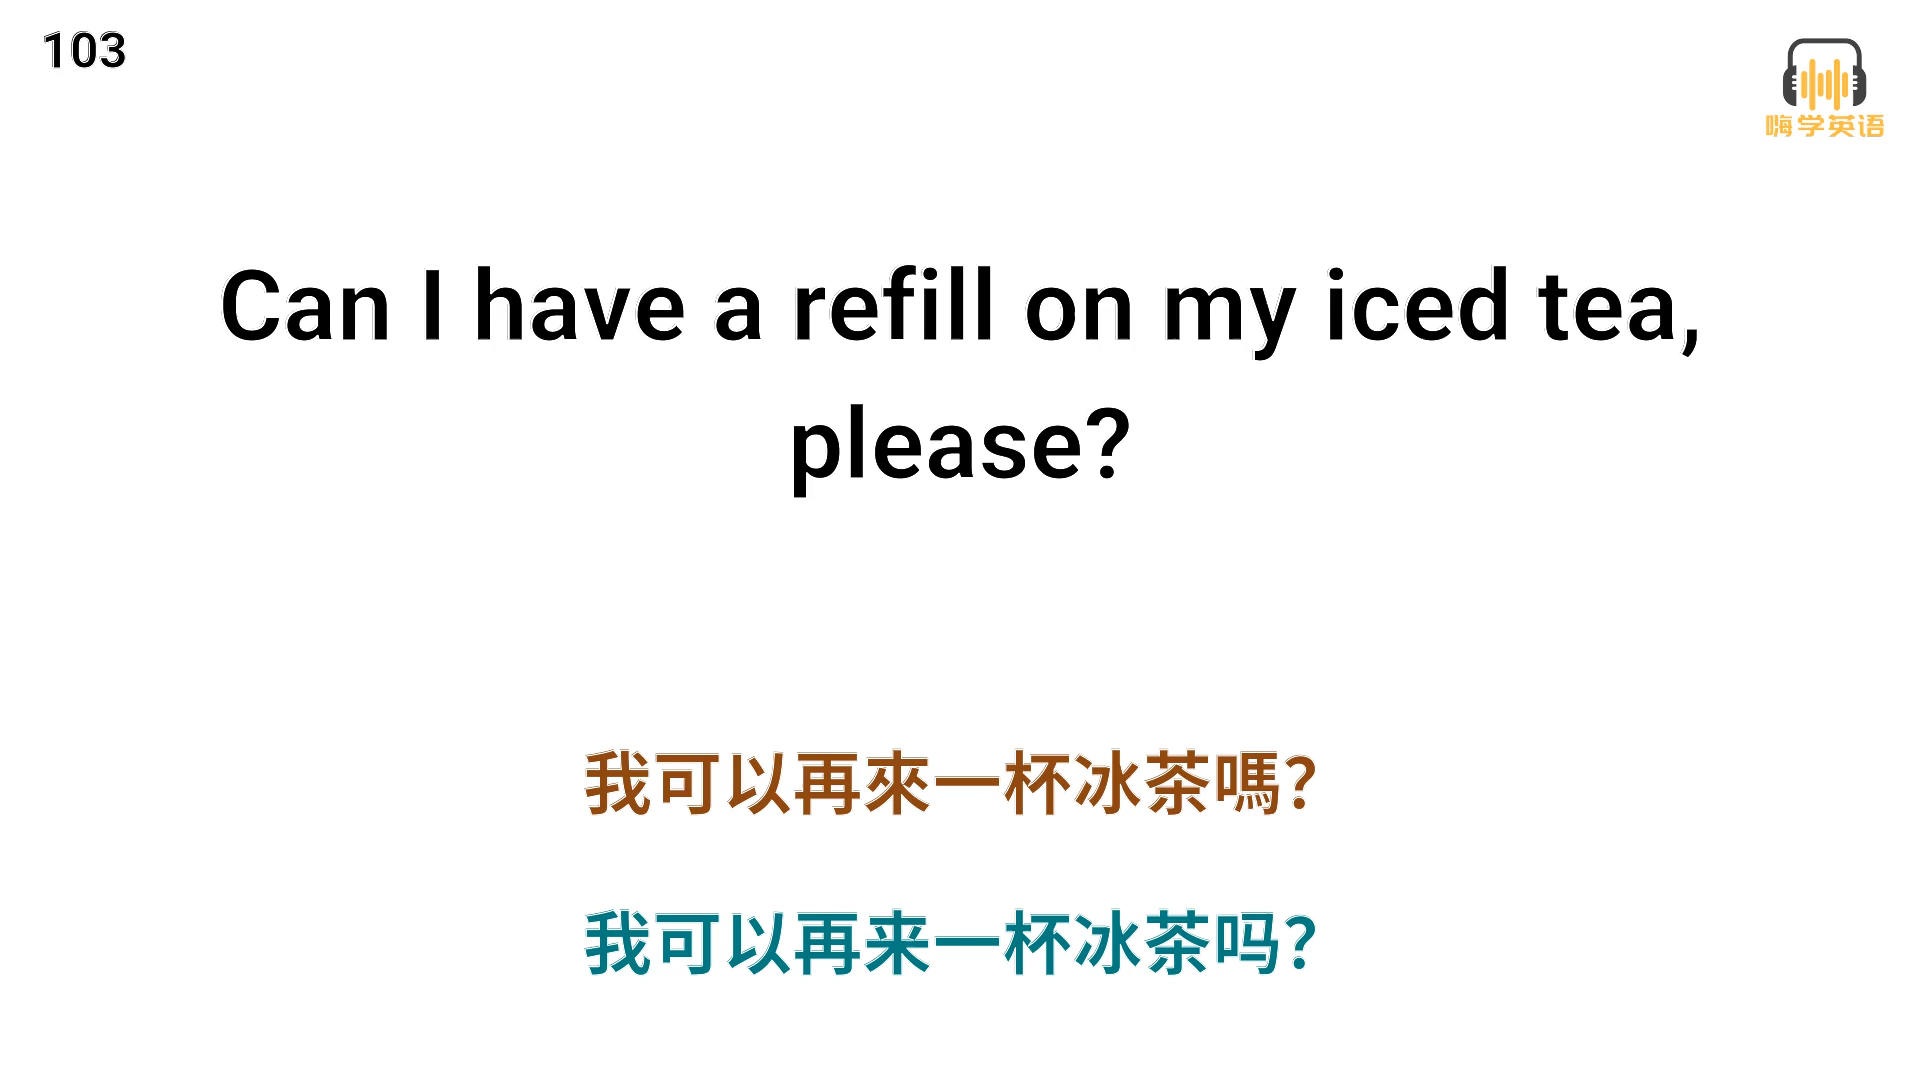 103
嗨学英语
Can I have a refill on my iced tea,
please?
我可以再來一杯冰茶嗎?
我可以再来一杯冰茶吗?